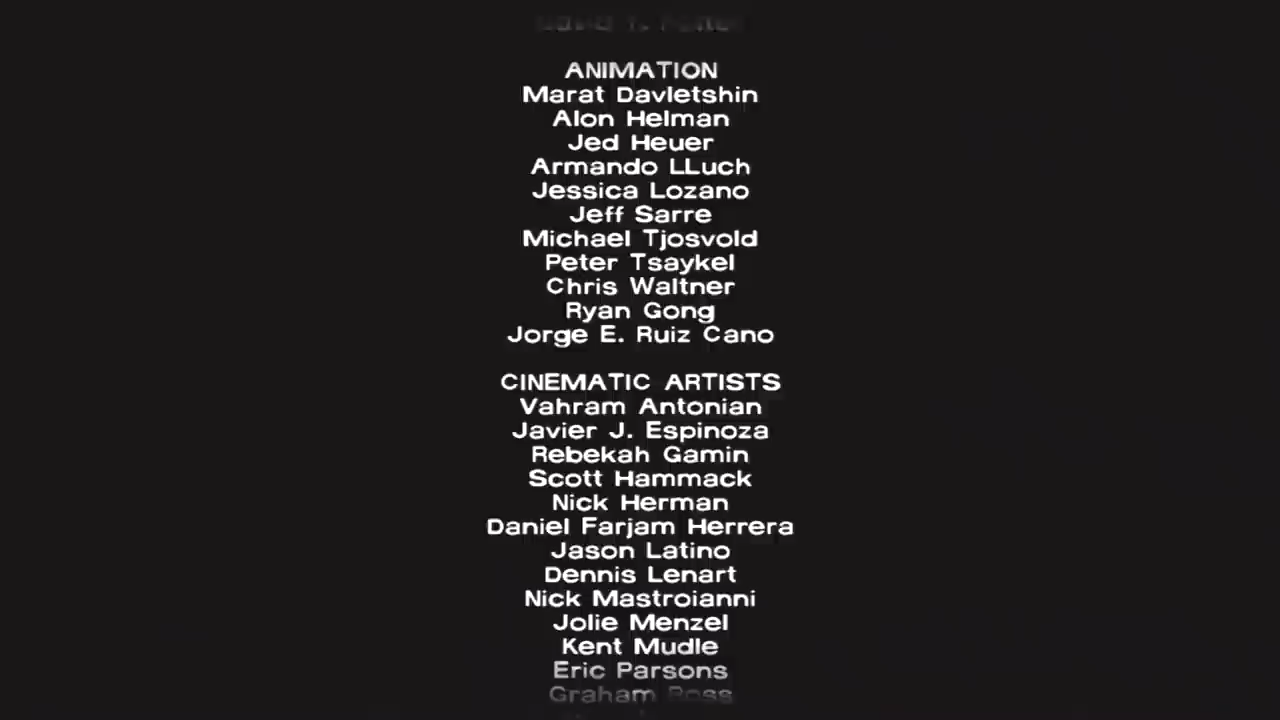 ANIMATION
Marat Davletshin
Alon Helman
Jed Heuer
Armando LLuch
Jessica Lozano
Jeff Sarre
Michael Tjosvold
Peter Tsaykel
Chris Waltner
Ryan Gong
Jorge E. Ruiz Cano
CINEMATIC ARTISTS
Vahram Antonian
Javier J. Espinoza
Rebekah Gamin
Scott Hammack
Nick Herman
Daniel Farjam Herrera
Jason Latino
Dennis Lenart
Nick Mastroianni
Jolie Menzel
Kent Mudle
Eric Parsons
Graham Ross